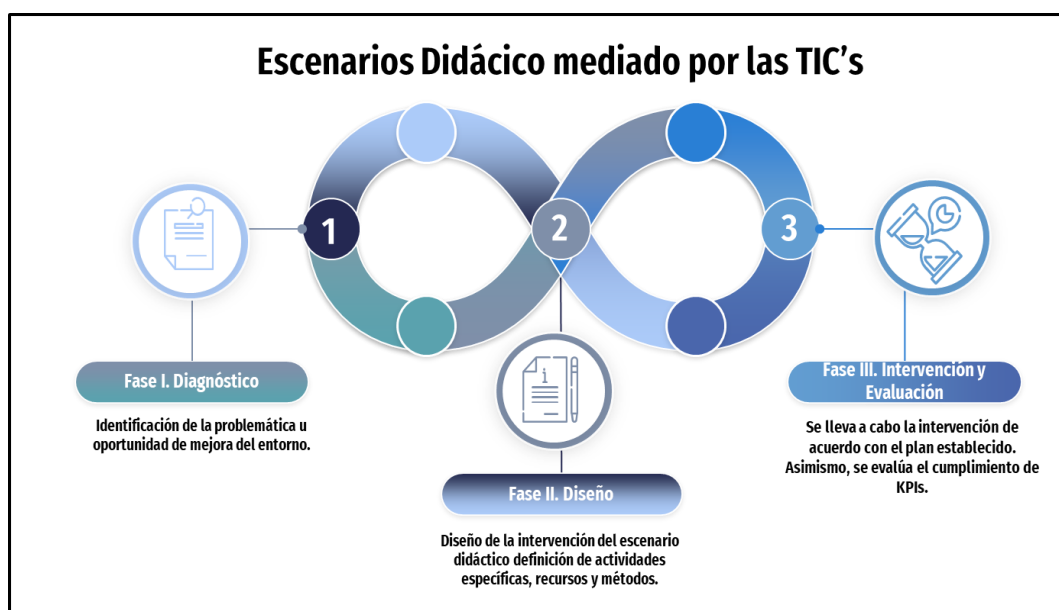 Escenarios Didácico mediado por las TIC's
1
2
3
Fase I. Diagnóstico
Identificación de la problemática u
oportunidad de mejora del entorno.
i
Fase II. Diseño
Diseño de la intervención del escenario
didáctico definición de actividades
específicas, recursos y métodos.
Fase III. Intervención y
Evaluación
Se lleva a cabo la intervención de
acuerdo con el plan establecido.
Asimismo, se evalúa el cumplimiento de
KPIs.